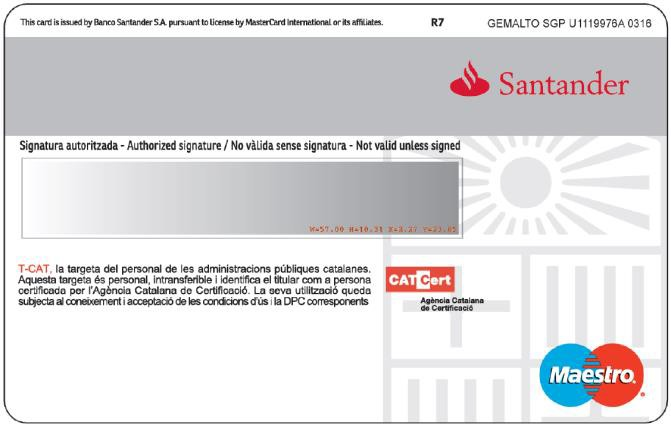 This card is issued by Banco Santander S.A. pursuant to license by MasterCard International or its affiliates.
R7
GEMALTO SGP U1119976A 0316
Santander
Signatura autoritzada - Authorized signature / No vàlida sense signatura - Not valid unless signed
W=57.00 H=10.31 X=2.27 Y=23.85
T-CAT, la targeta del personal de les administracions públiques catalanes.
Aquesta targeta és personal, intransferible i identifica el titular com a persona
certificada per l'Agència Catalana de Certificació. La seva utilització queda
subjecta al coneixement i acceptació de les condicions d'ús i la DPC corresponents
CATCert
Agència Catalana
de Certificació
Maestro